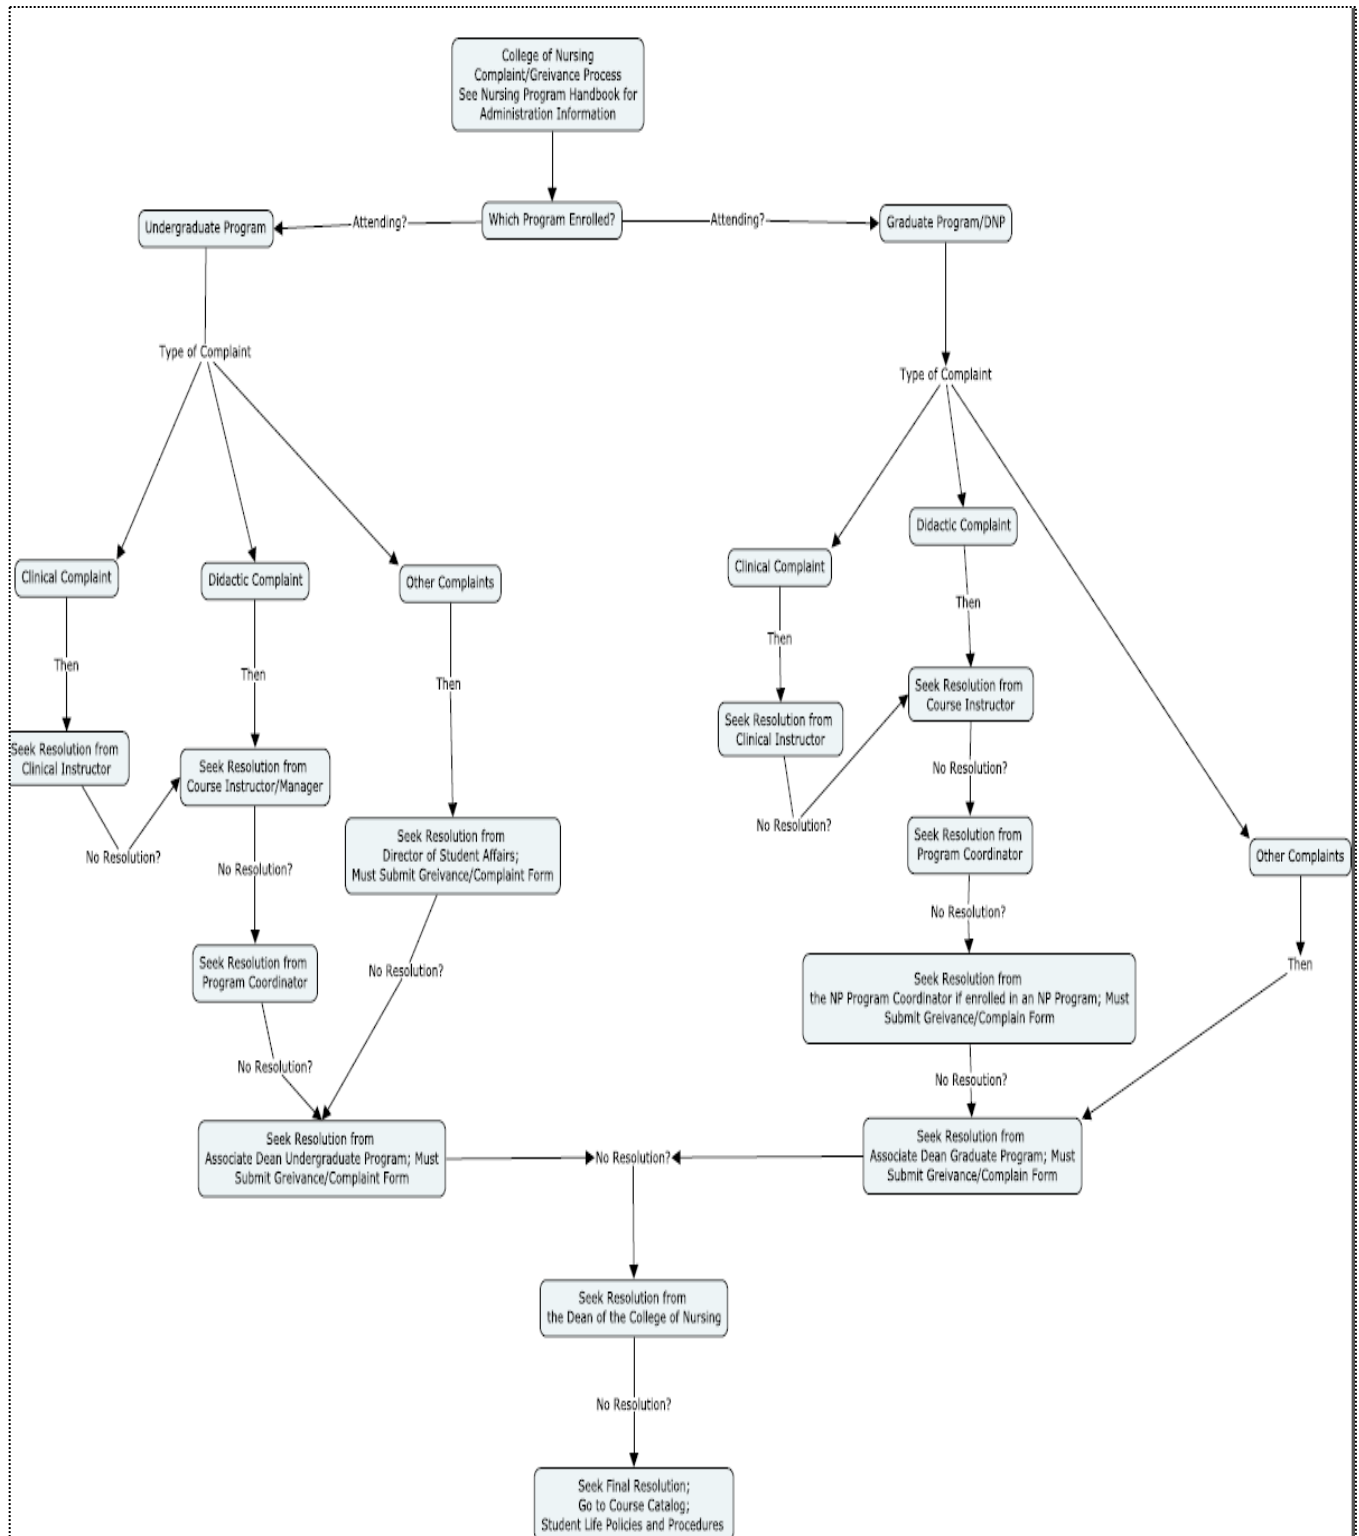 College of Nursing
Complaint/Greivance Process
See Nursing Program Handbook for
Administration Information
Undergraduate Program
Attending?
Which Program Enrolled?
Attending?
Graduate Program/DNP
Type of Complaint
Type of Complaint
Clinical Complaint
Didactic Complaint
Other Complaints
Clinical Complaint
Didactic Complaint
Then
Then
Then
Then
Then
Seek Resolution from
Clinical Instructor
Seek Resolution from
Course Instructor/Manager
Seek Resolution from
Director of Student Affairs;
Must Submit Greivance/Complaint Form
Seek Resolution from
Clinical Instructor
Seek Resolution from
Course Instructor
No Resolution?
No Resolution?
No Resolution?
No Resolution?
No Resolution?
Seek Resolution from
Program Coordinator
Seek Resolution from
Program Coordinator
Other Complaints
Then
No Resolution?
No Resolution?
Seek Resolution from
the NP Program Coordinator if enrolled in an NP Program; Must
Submit Greivance/Complain Form
No Resoution?
Seek Resolution from
Associate Dean Undergraduate Program; Must
Submit Greivance/Complaint Form
No Resolution?
Seek Resolution from
Associate Dean Graduate Program; Must
Submit Greivance/Complain Form
Seek Resolution from
the Dean of the College of Nursing
No Resolution?
Seek Final Resolution;
Go to Course Catalog;
Student Life Policies and Procedures